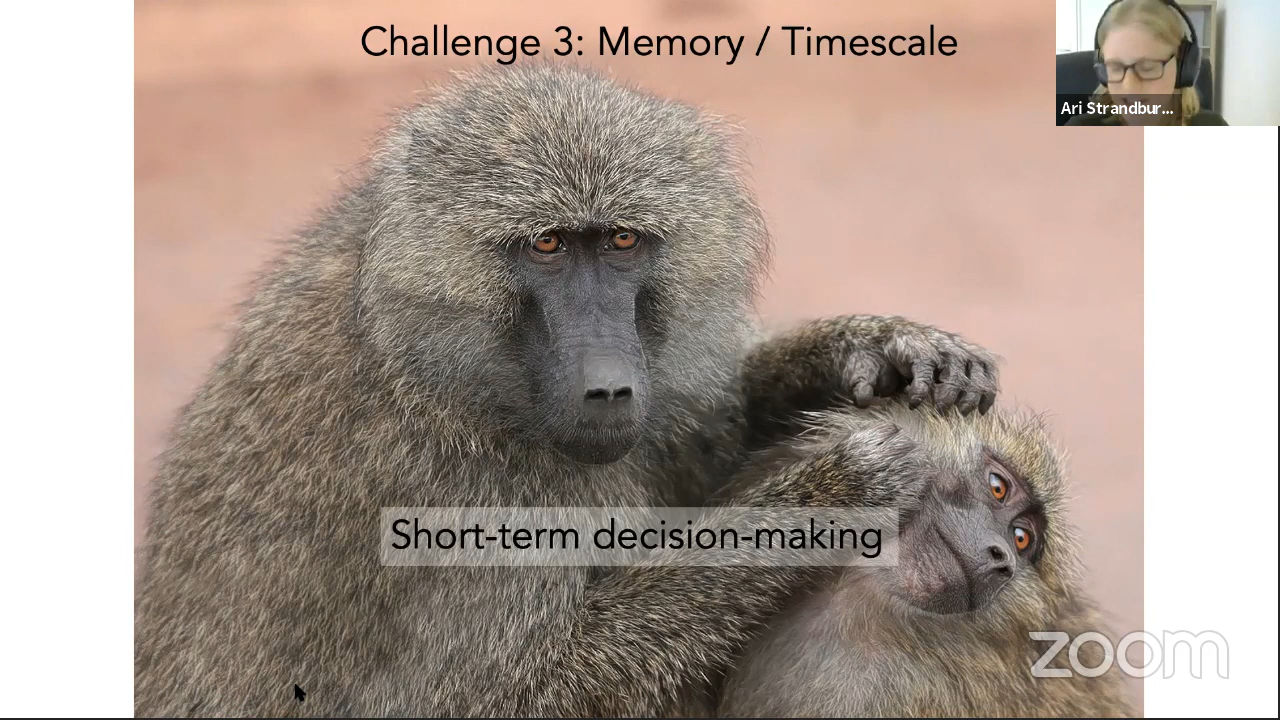 Challenge 3: Memory / Timescale
Ari Strandbur...
Short-term decision-making
zoom